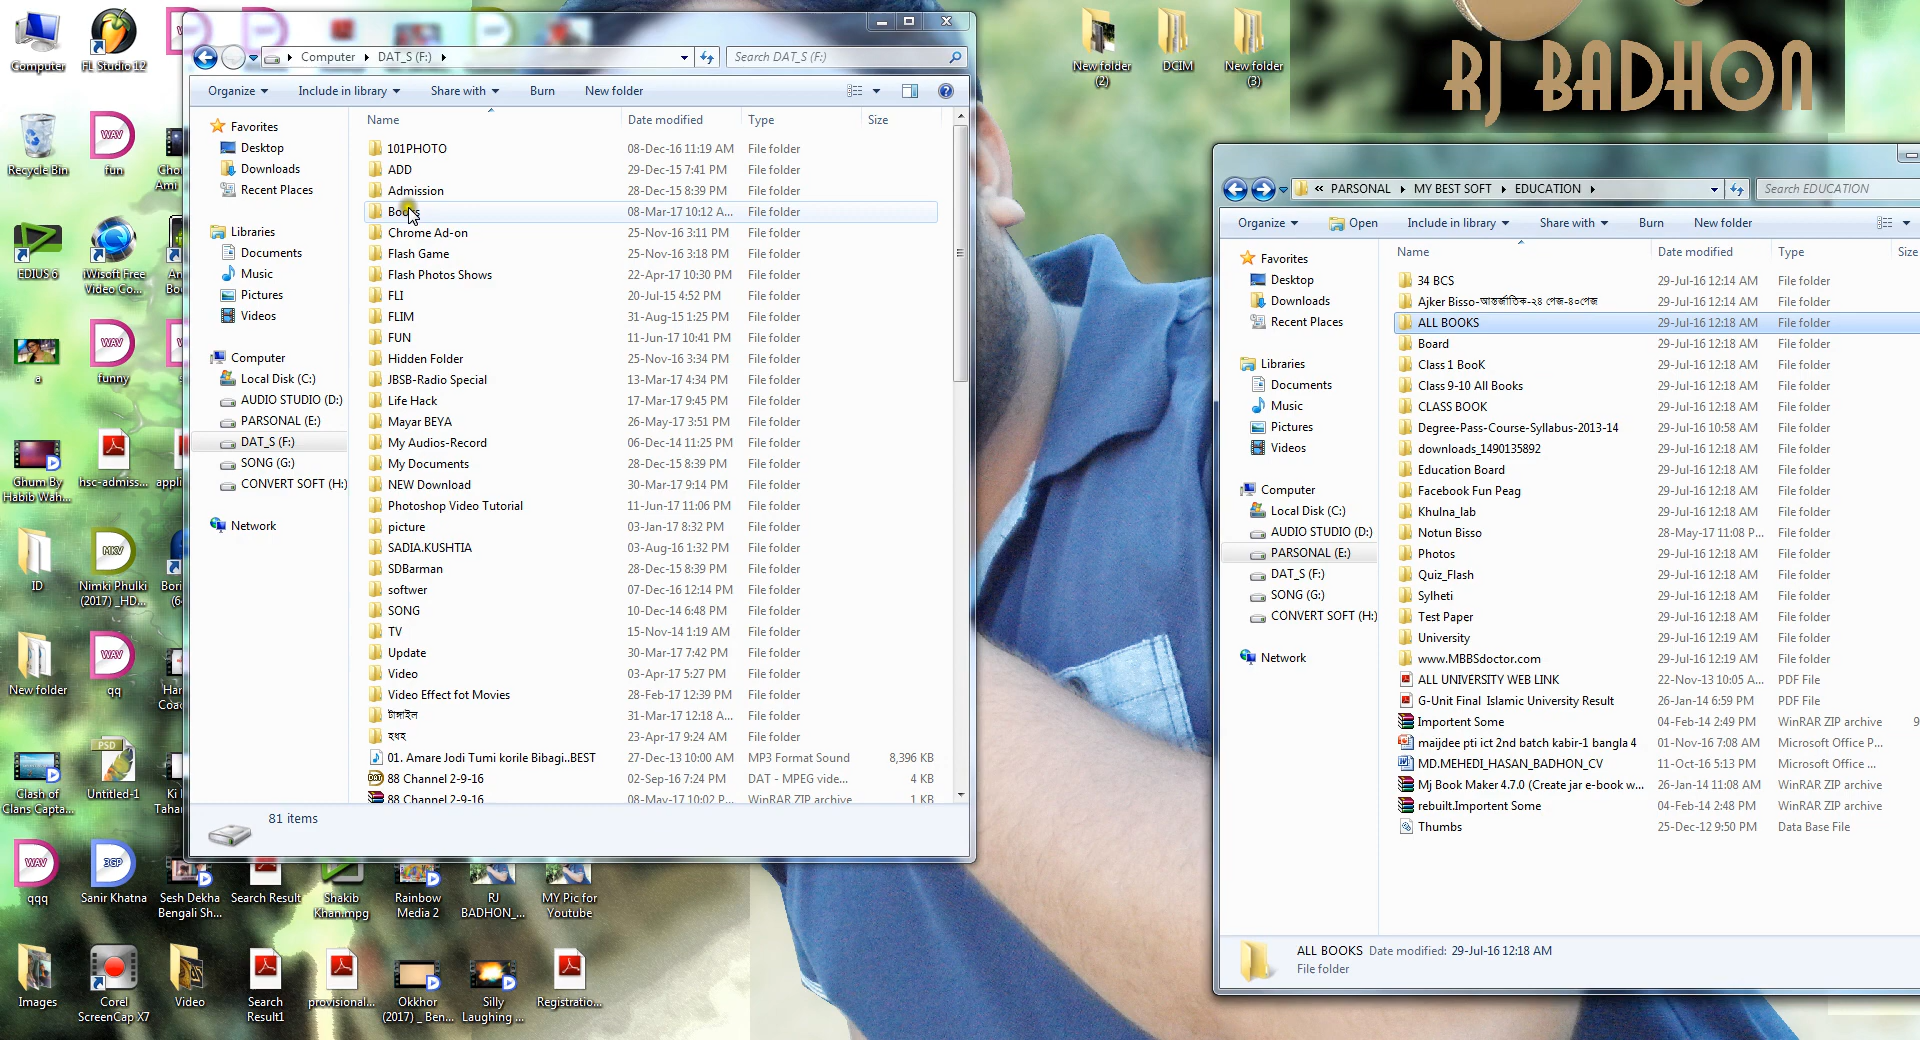 Computer
FL Studio 12
Recycle Bin
WAV
fun
EDIUS 6
iWisoft Free
Video Co...
a
WAV
funny
Ghum By
Habib Wah...
hsc-admiss...
ID
MKV
Nimki Phulki
(2017) _HD...
New folder
WAV
qq
Clash of
Clans Capta...
PSD
Untitled-1
WAV
qqq
3GP
Sanir Khatna
Sesh Dekha
Bengali Sh...
Search Result
Shakib
Khan.mpg
Rainbow
Media 2
RJ
BADHON_...
MY Pic for
Youtube
Images
Corel
ScreenCap X7
Video
Search
Result1
provisional...
Okkhor
(2017) _ Ben...
Silly
Laughing ...
Registratio...
New folder
(2)
DCIM
New folder
(3)
RJ BADHON
Computer DAT_S (F:)
Search DAT_S (F:)
Organize Include in library Share with Burn New folder
Favorites
Desktop
Downloads
Recent Places
Libraries
Documents
Music
Pictures
Videos
Computer
Local Disk (C:)
AUDIO STUDIO (D:)
PARSONAL (E:)
DAT_S (F:)
SONG (G:)
CONVERT SOFT (H:)
Network
Name Date modified Type Size
101PHOTO 08-Dec-16 11:19 AM File folder
ADD 29-Dec-15 7:41 PM File folder
Admission 28-Dec-15 8:39 PM File folder
Books 08-Mar-17 10:12 A... File folder
Chrome Ad-on 25-Nov-16 3:11 PM File folder
Flash Game 25-Nov-16 3:18 PM File folder
Flash Photos Shows 22-Apr-17 10:30 PM File folder
FLI 20-Jul-15 4:52 PM File folder
FLIM 31-Aug-15 1:25 PM File folder
FUN 11-Jun-17 10:41 PM File folder
Hidden Folder 25-Nov-16 3:34 PM File folder
JBSB-Radio Special 13-Mar-17 4:34 PM File folder
Life Hack 17-Mar-17 9:45 PM File folder
Mayar BEYA 26-May-17 3:51 PM File folder
My Audios-Record 06-Dec-14 11:25 PM File folder
My Documents 28-Dec-15 8:39 PM File folder
NEW Download 30-Mar-17 9:14 PM File folder
Photoshop Video Tutorial 11-Jun-17 11:06 PM File folder
picture 03-Jan-17 8:32 PM File folder
SADIA.KUSHTIA 03-Aug-16 1:32 PM File folder
SDBarman 28-Dec-15 8:39 PM File folder
softwer 07-Dec-16 12:14 PM File folder
SONG 10-Dec-14 6:48 PM File folder
TV 15-Nov-14 1:19 AM File folder
Update 30-Mar-17 7:42 PM File folder
Video 03-Apr-17 5:27 PM File folder
Video Effect fot Movies 28-Feb-17 12:39 PM File folder
টাঙ্গাইল 31-Mar-17 12:18 A... File folder
হযহ 23-Apr-17 9:24 AM File folder
01. Amare Jodi Tumi korile Bibagi..BEST 27-Dec-13 10:00 AM MP3 Format Sound 8,396 KB
88 Channel 2-9-16 02-Sep-16 7:24 PM DAT - MPEG vide... 4 KB
88 Channel 2-9-16 08-May-17 10:02 P... WinRAR ZIP archive 1 KB
81 items
« PARSONAL MY BEST SOFT EDUCATION
Search EDUCATION
Organize Open Include in library Share with Burn New folder
Favorites
Desktop
Downloads
Recent Places
Libraries
Documents
Music
Pictures
Videos
Computer
Local Disk (C:)
AUDIO STUDIO (D:)
PARSONAL (E:)
DAT_S (F:)
SONG (G:)
CONVERT SOFT (H:)
Network
Name Date modified Type Size
34 BCS 29-Jul-16 12:14 AM File folder
Ajker Bisso-আন্তর্জাতিক-২৪ পেজ-৪০পেজ 29-Jul-16 12:14 AM File folder
ALL BOOKS 29-Jul-16 12:18 AM File folder
Board 29-Jul-16 12:18 AM File folder
Class 1 BooK 29-Jul-16 12:18 AM File folder
Class 9-10 All Books 29-Jul-16 12:18 AM File folder
CLASS BOOK 29-Jul-16 12:18 AM File folder
Degree-Pass-Course-Syllabus-2013-14 29-Jul-16 10:58 AM File folder
downloads_1490135892 29-Jul-16 12:18 AM File folder
Education Board 29-Jul-16 12:18 AM File folder
Facebook Fun Peag 29-Jul-16 12:18 AM File folder
Khulna_lab 29-Jul-16 12:18 AM File folder
Notun Bisso 28-May-17 11:08 P... File folder
Photos 29-Jul-16 12:18 AM File folder
Quiz_Flash 29-Jul-16 12:18 AM File folder
Sylheti 29-Jul-16 12:18 AM File folder
Test Paper 29-Jul-16 12:18 AM File folder
University 29-Jul-16 12:19 AM File folder
www.MBBSdoctor.com 29-Jul-16 12:19 AM File folder
ALL UNIVERSITY WEB LINK 22-Nov-13 10:05 A... PDF File
G-Unit Final Islamic University Result 26-Jan-14 6:59 PM PDF File
Importent Some 04-Feb-14 2:49 PM WinRAR ZIP archive 9
maijdee pti ict 2nd batch kabir-1 bangla 4 01-Nov-16 7:08 AM Microsoft Office P...
MD.MEHEDI_HASAN_BADHON_CV 11-Oct-16 5:13 PM Microsoft Office ...
Mj Book Maker 4.7.0 (Create jar e-book w... 26-Jan-14 11:08 AM WinRAR ZIP archive
rebuilt.Importent Some 04-Feb-14 2:48 PM WinRAR ZIP archive
Thumbs 25-Dec-12 9:50 PM Data Base File
ALL BOOKS Date modified: 29-Jul-16 12:18 AM
File folder